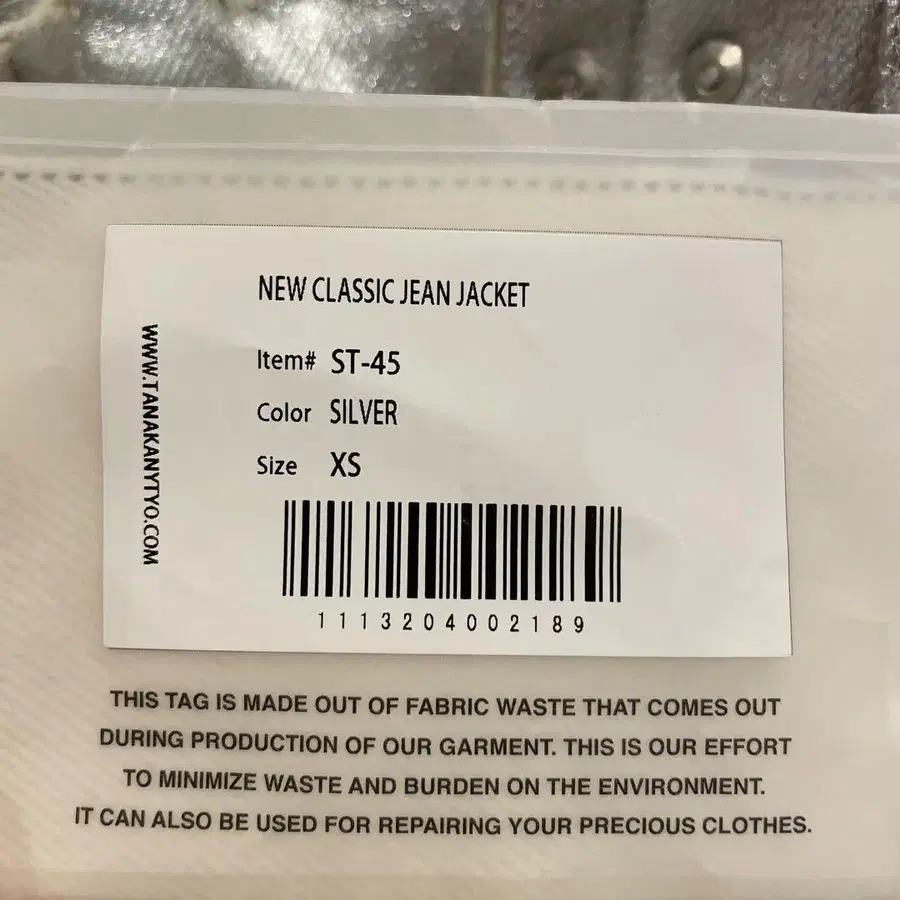 NEW CLASSIC JEAN JACKET
Item# ST-45
Color SILVER
Size XS
WWW.TANAKANYTYO.COM
1113204002189
THIS TAG IS MADE OUT OF FABRIC WASTE THAT COMES OUT
DURING PRODUCTION OF OUR GARMENT. THIS IS OUR EFFORT
TO MINIMIZE WASTE AND BURDEN ON THE ENVIRONMENT.
IT CAN ALSO BE USED FOR REPAIRING YOUR PRECIOUS CLOTHES.